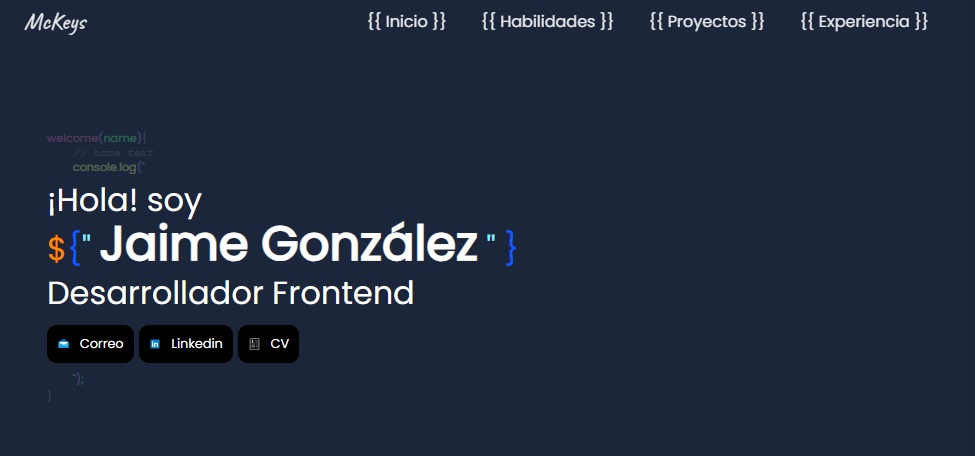 McKeys
{{ Inicio }} {{ Habilidades }} {{ Proyectos }} {{ Experiencia }}
welcome(name){
// home text
console.log(`
¡Hola! soy
${" Jaime González " }
Desarrollador Frontend
Correo Linkedin CV
`);
}